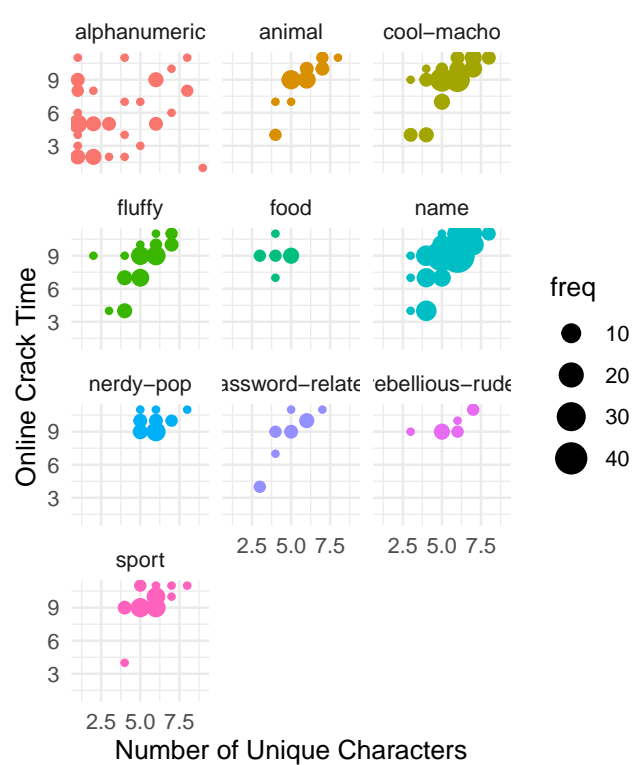 alphanumeric animal cool−macho
9
6
3
fluffy food name
9
6
3
nerdy−pop assword−relate rebellious−rude
9
6
3
2.5 5.0 7.5 2.5 5.0 7.5
sport
9
6
3
2.5 5.0 7.5
Number of Unique Characters
Online Crack Time
freq
10
20
30
40